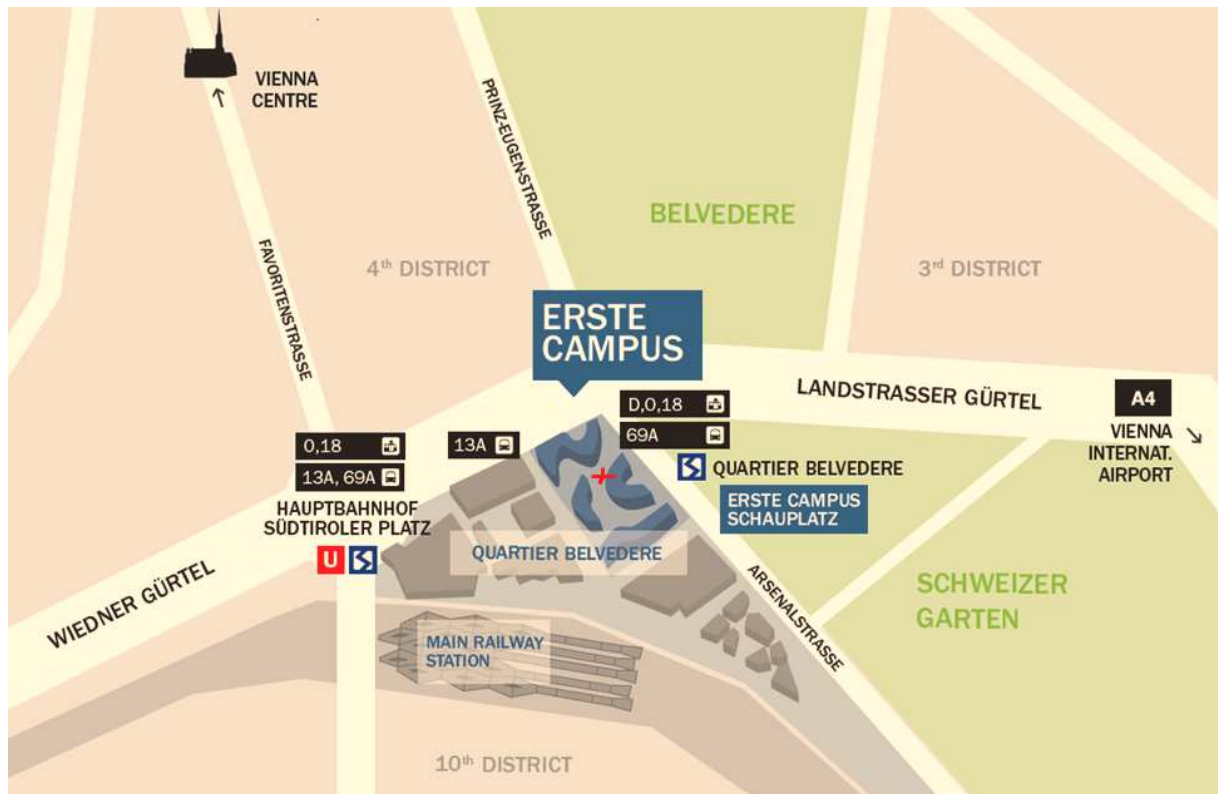 VIENNA
CENTRE
PRINZ-EUGEN-STRASSE
BELVEDERE
FAVORITENSTRASSE
4th DISTRICT
3rd DISTRICT
ERSTE
CAMPUS
LANDSTRASSER GÜRTEL
A4
VIENNA
INTERNAT.
AIRPORT
D,O,18
69A
13A
O,18
13A, 69A
HAUPTBAHNHOF
SÜDTIROLER PLATZ
U
QUARTIER BELVEDERE
ERSTE CAMPUS
SCHAUPLATZ
QUARTIER BELVEDERE
WIEDNER GÜRTEL
ARSENALSTRASSE
SCHWEIZER
GARTEN
MAIN RAILWAY
STATION
10th DISTRICT